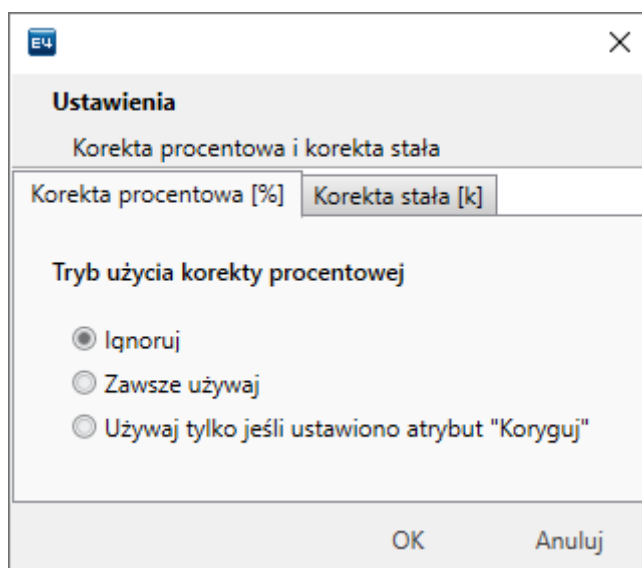 E4
Ustawienia
Korekta procentowa i korekta stała
Korekta procentowa [%] Korekta stała [k]
Tryb użycia korekty procentowej
Ignoruj
Zawsze używaj
Używaj tylko jeśli ustawiono atrybut "Koryguj"
OK Anuluj